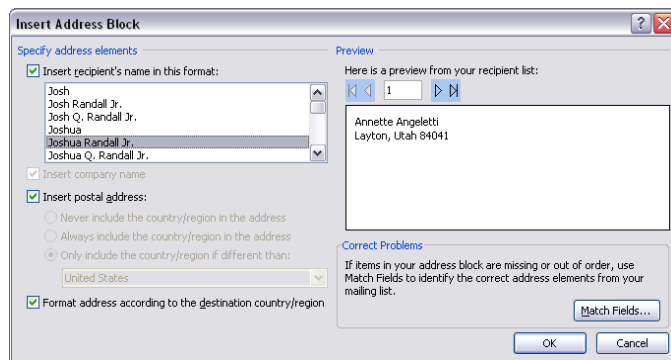 Insert Address Block
Specify address elements
Insert recipient's name in this format:
Josh
Josh Randall Jr.
Josh Q. Randall Jr.
Joshua
Joshua Randall Jr.
Joshua Q. Randall Jr.
Insert company name
Insert postal address:
Never include the country/region in the address
Always include the country/region in the address
Only include the country/region if different than:
United States
Format address according to the destination country/region
Preview
Here is a preview from your recipient list:
1
Annette Angeletti
Layton, Utah 84041
Correct Problems
If items in your address block are missing or out of order, use
Match Fields to identify the correct address elements from your
mailing list.
Match Fields...
OK
Cancel